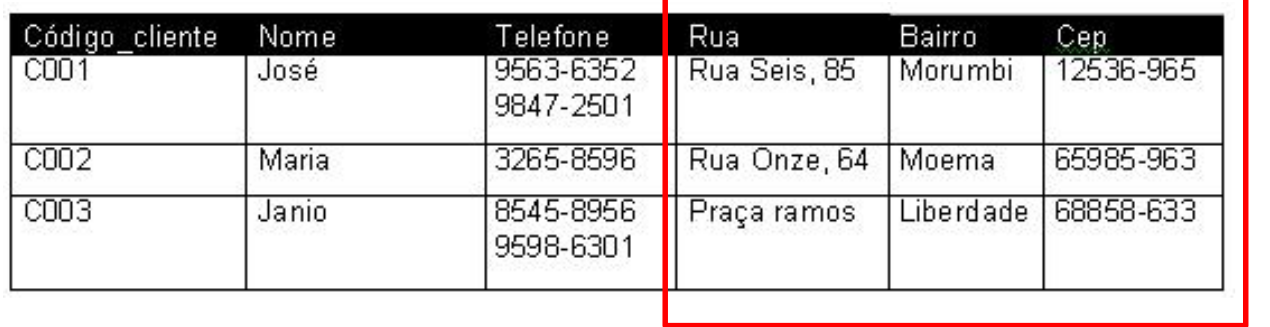 Código_cliente Nome Telefone Rua Bairro Cep
C001 José 9563-6352 Rua Seis, 85 Morumbi 12536-965
9847-2501
C002 Maria 3265-8596 Rua Onze, 64 Moema 65985-963
C003 Janio 8545-8956 Praça ramos Liberdade 68858-633
9598-6301